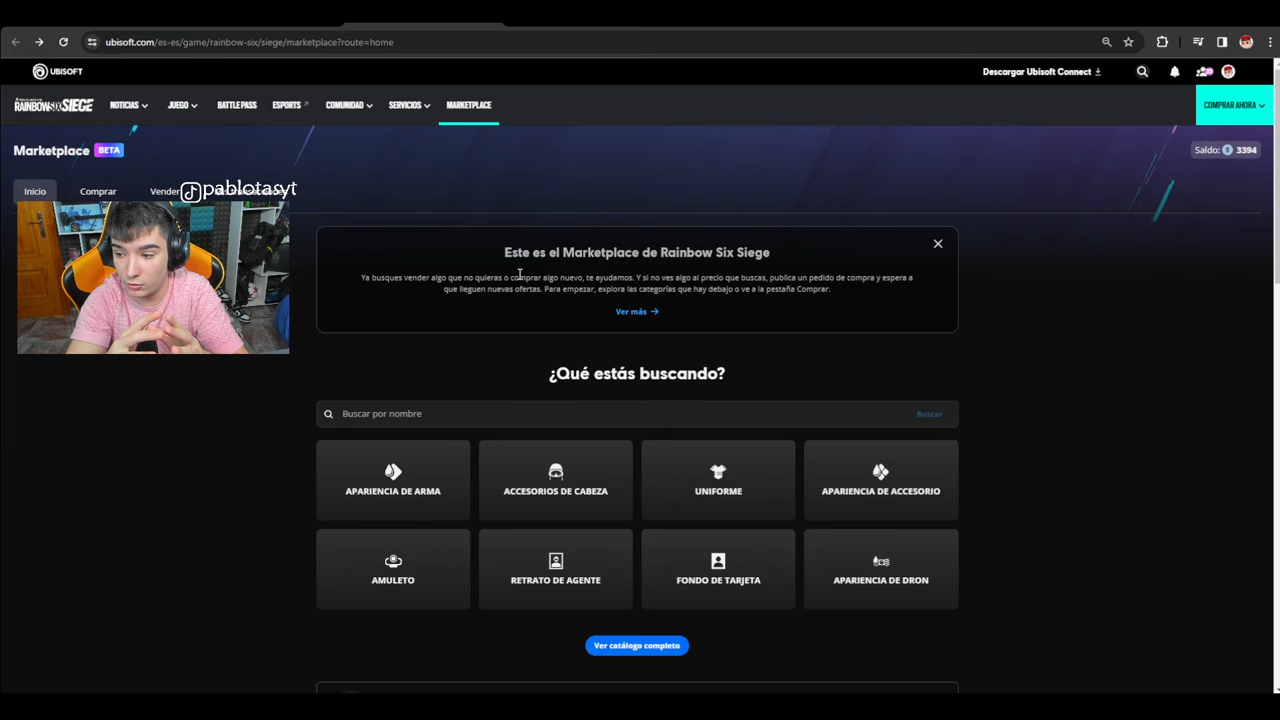 ubisoft.com/es-es/game/rainbow-six/siege/marketplace?route=home
UBISOFT
Descargar Ubisoft Connect
RAINBOW SIX SIEGE
NOTICIAS
JUEGO
BATTLE PASS
ESPORTS
COMUNIDAD
SERVICIOS
MARKETPLACE
COMPRAR AHORA
Marketplace BETA
Saldo: 3394
Inicio
Comprar
Vender
pablotasyt
Este es el Marketplace de Rainbow Six Siege
Ya busques vender algo que no quieras o comprar algo nuevo, te ayudamos. Y si no ves algo al precio que buscas, publica un pedido de compra y espera a
que lleguen nuevas ofertas. Para empezar, explora las categorías que hay debajo o ve a la pestaña Comprar.
Ver más
¿Qué estás buscando?
Buscar por nombre
Buscar
APARIENCIA DE ARMA
ACCESORIOS DE CABEZA
UNIFORME
APARIENCIA DE ACCESORIO
AMULETO
RETRATO DE AGENTE
FONDO DE TARJETA
APARIENCIA DE DRON
Ver catálogo completo